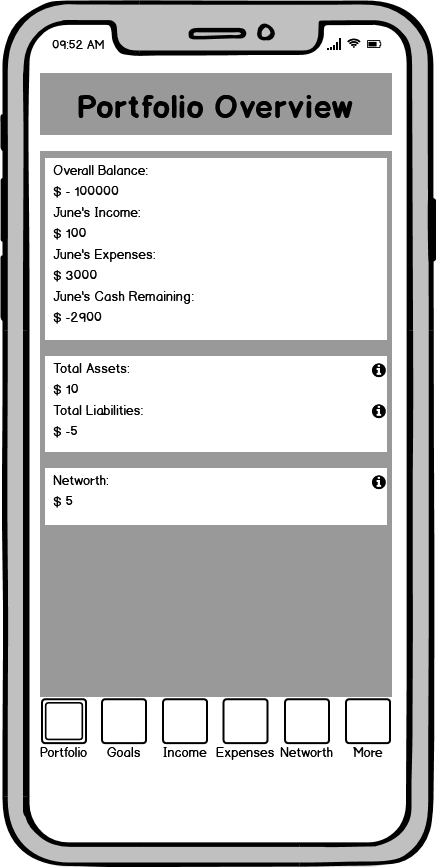 09:52 AM
Portfolio Overview
Overall Balance:
$ - 100000
June's Income:
$ 100
June's Expenses:
$ 3000
June's Cash Remaining:
$ -2900
Total Assets:
$ 10
Total Liabilities:
$ -5
Networth:
$ 5
Portfolio Goals Income Expenses Networth More